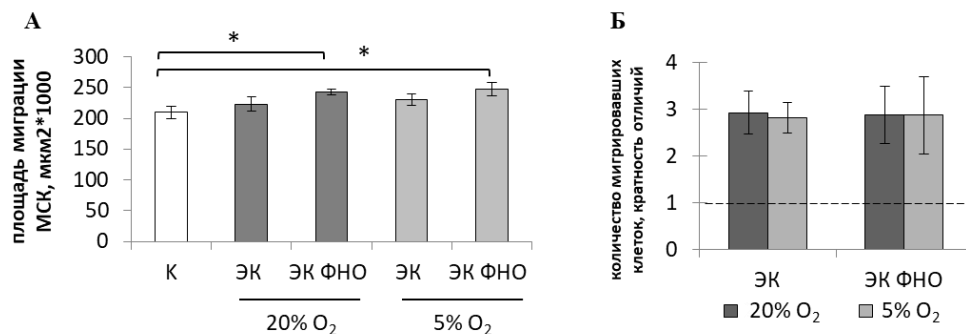 А
площадь миграции
МСК, мкм2*1000
300
250
200
150
100
50
0
*
*
К
ЭК
ЭК ФНО
ЭК
ЭК ФНО
20% O₂
5% O₂
Б
количество мигрировавших
клеток, кратность отличий
4
3
2
1
0
ЭК
ЭК ФНО
20% O₂
5% O₂